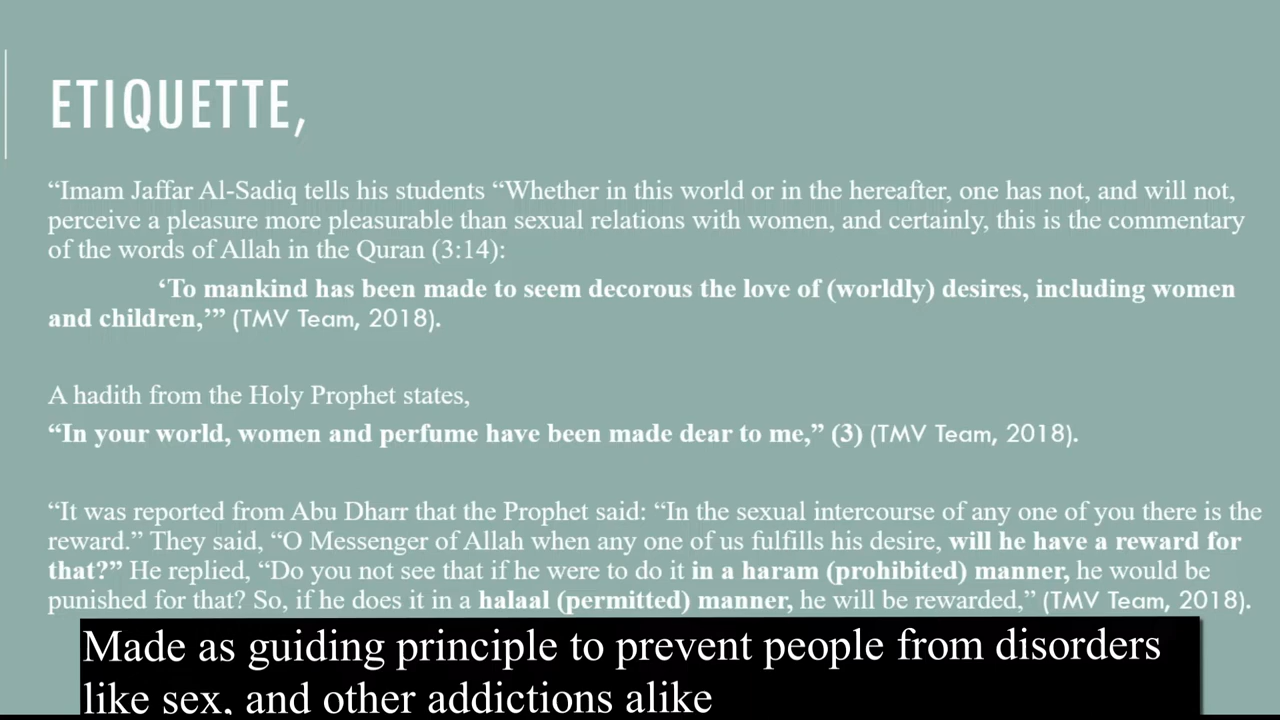 ETIQUETTE,
“Imam Jaffar Al-Sadiq tells his students “Whether in this world or in the hereafter, one has not, and will not,
perceive a pleasure more pleasurable than sexual relations with women, and certainly, this is the commentary
of the words of Allah in the Quran (3:14):
‘To mankind has been made to seem decorous the love of (worldly) desires, including women
and children,’” (TMV Team, 2018).
A hadith from the Holy Prophet states,
“In your world, women and perfume have been made dear to me,” (3) (TMV Team, 2018).
“It was reported from Abu Dharr that the Prophet said: “In the sexual intercourse of any one of you there is the
reward.” They said, “O Messenger of Allah when any one of us fulfills his desire, will he have a reward for
that?” He replied, “Do you not see that if he were to do it in a haram (prohibited) manner, he would be
punished for that? So, if he does it in a halaal (permitted) manner, he will be rewarded,” (TMV Team, 2018).
Made as guiding principle to prevent people from disorders
like sex, and other addictions alike